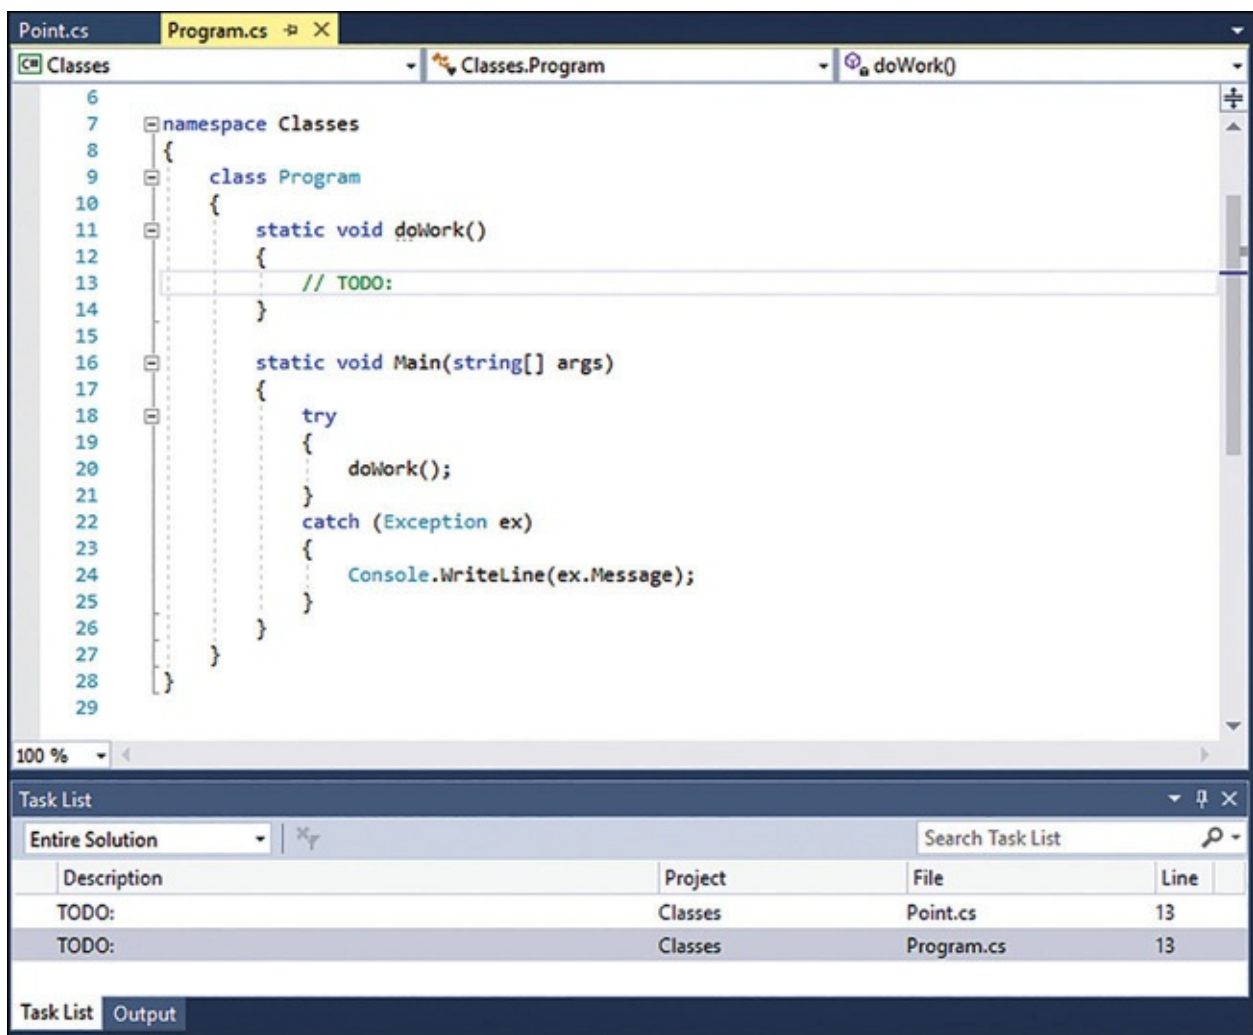 Point.cs Program.cs
C# Classes Classes.Program doWork()
6
7 namespace Classes
8 {
9 class Program
10 {
11 static void doWork()
12 {
13 // TODO:
14 }
15
16 static void Main(string[] args)
17 {
18 try
19 {
20 doWork();
21 }
22 catch (Exception ex)
23 {
24 Console.WriteLine(ex.Message);
25 }
26 }
27 }
28 }
29
100 %
Task List
Entire Solution Search Task List
Description Project File Line
TODO: Classes Point.cs 13
TODO: Classes Program.cs 13
Task List Output